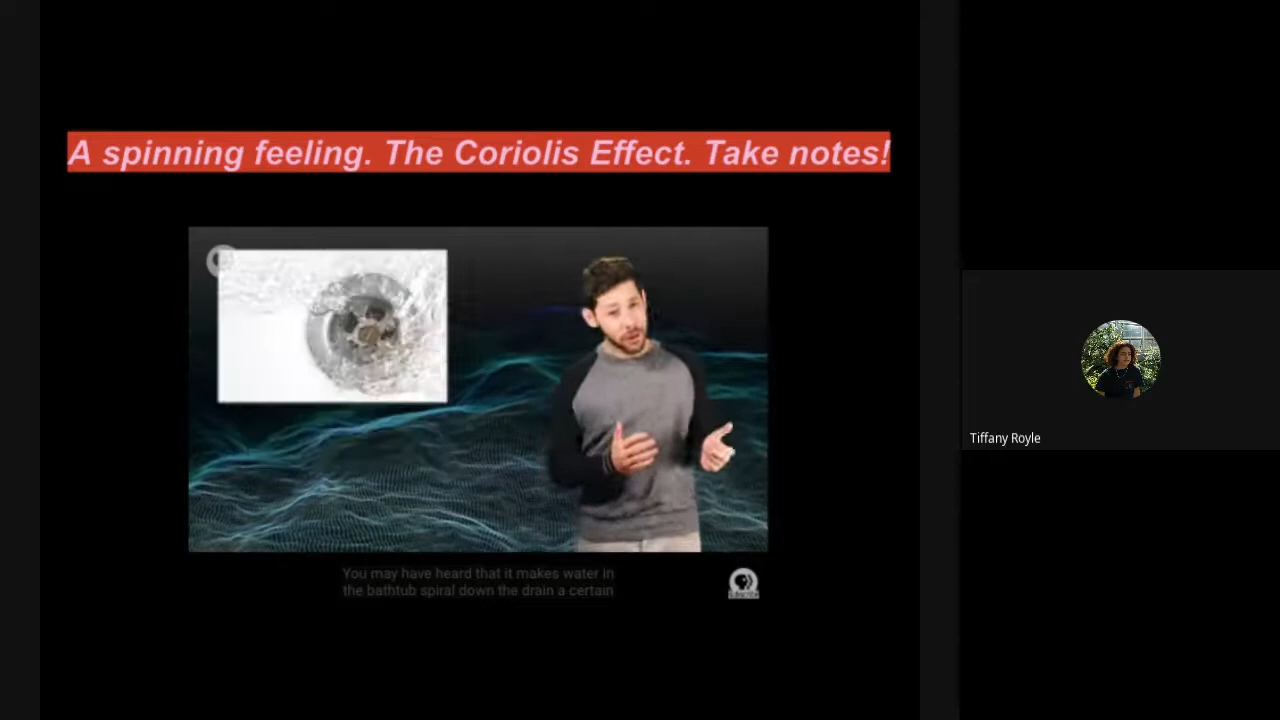 A spinning feeling. The Coriolis Effect. Take notes!
You may have heard that it makes water in
the bathtub spiral down the drain a certain
Tiffany Royle